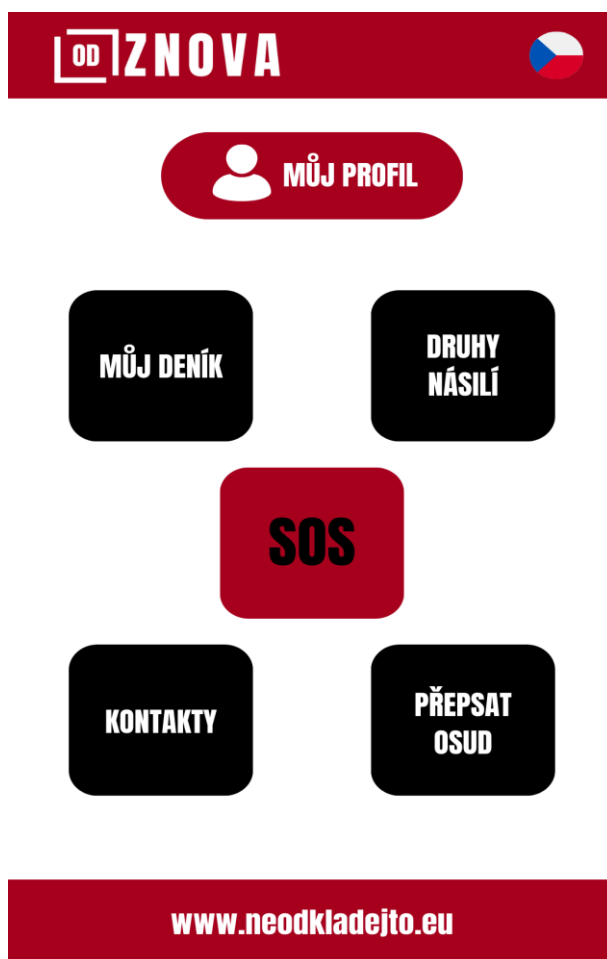 OD ZNOVA
MŮJ PROFIL
MŮJ DENÍK
DRUHY
NÁSILÍ
SOS
KONTAKTY
PŘEPSAT
OSUD
www.neodkladejto.eu